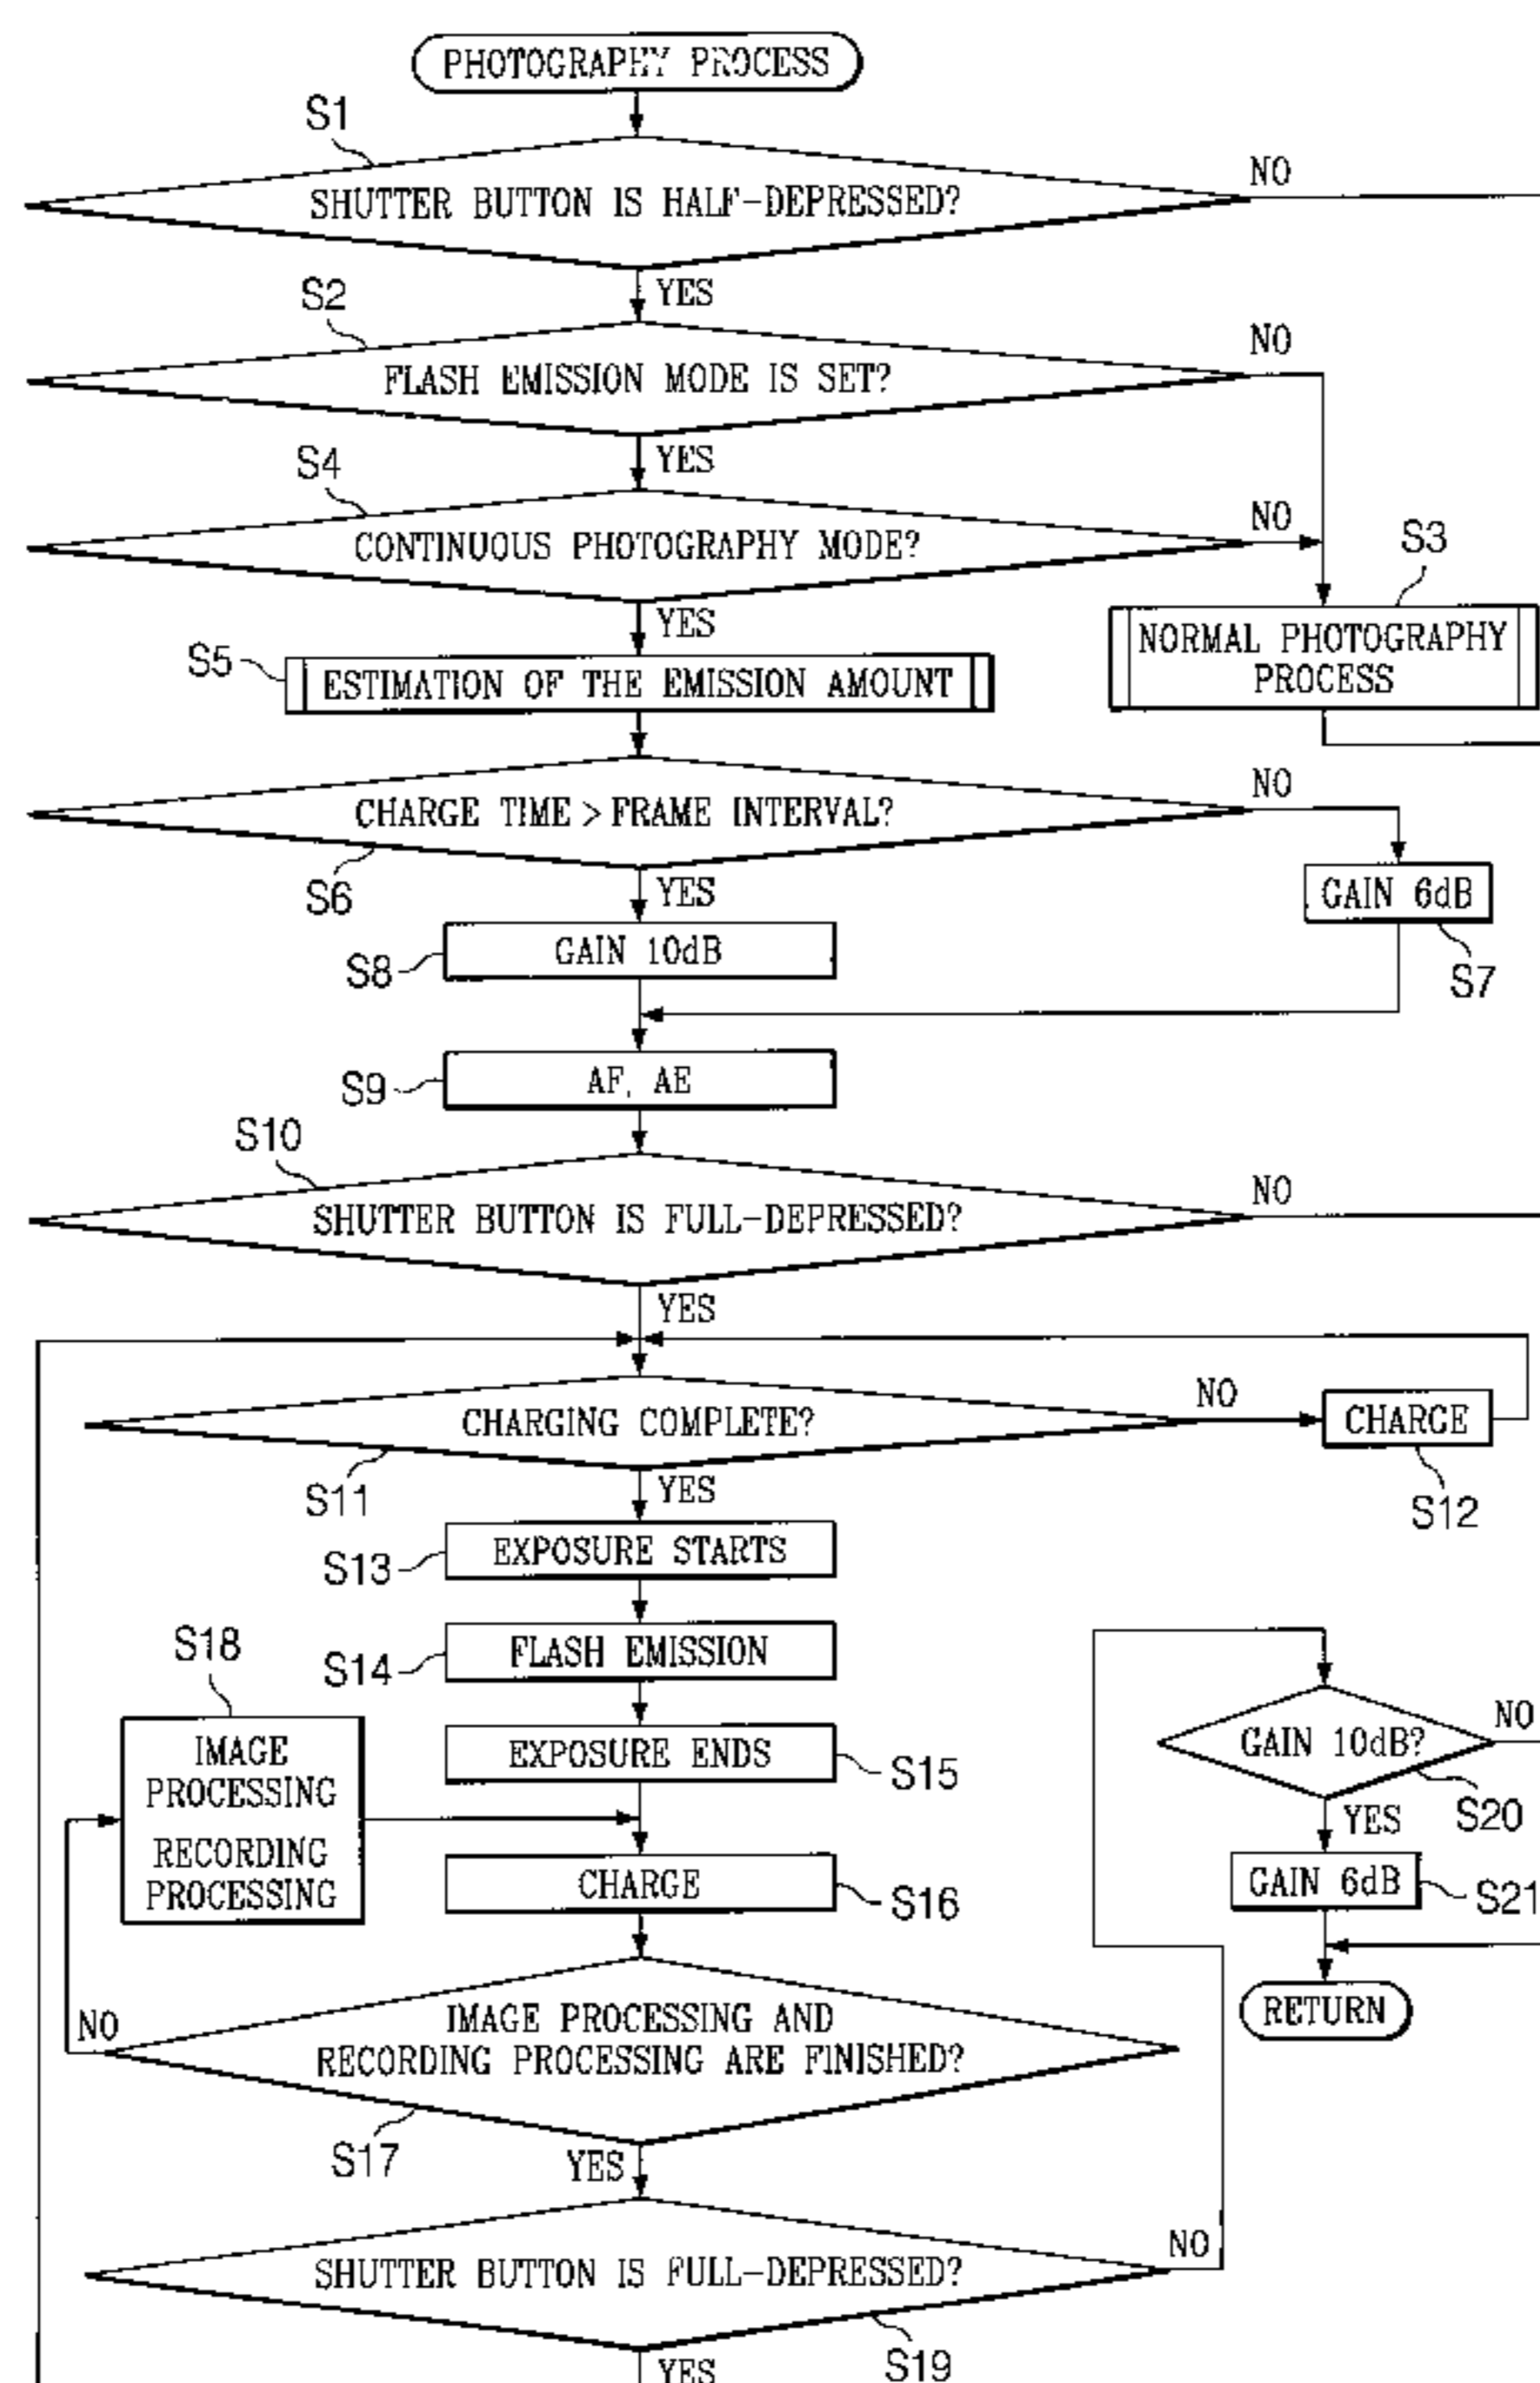 PHOTOGRAPHY PROCESS
S1
SHUTTER BUTTON IS HALF-DEPRESSED?
NO
YES
S2
FLASH EMISSION MODE IS SET?
NO
YES
S4
CONTINUOUS PHOTOGRAPHY MODE?
NO
YES
S3
NORMAL PHOTOGRAPHY
PROCESS
S5
ESTIMATION OF THE EMISSION AMOUNT
CHARGE TIME > FRAME INTERVAL?
NO
S6
YES
GAIN 6dB
S7
S8
GAIN 10dB
S9
AF, AE
S10
SHUTTER BUTTON IS FULL-DEPRESSED?
NO
YES
CHARGING COMPLETE?
NO
CHARGE
S12
S11
YES
S13
EXPOSURE STARTS
S14
FLASH EMISSION
EXPOSURE ENDS
S15
S18
IMAGE
PROCESSING
RECORDING
PROCESSING
CHARGE
S16
GAIN 10dB?
NO
S20
YES
GAIN 6dB
S21
RETURN
NO
IMAGE PROCESSING AND
RECORDING PROCESSING ARE FINISHED?
S17
YES
SHUTTER BUTTON IS FULL-DEPRESSED?
NO
S19
YES